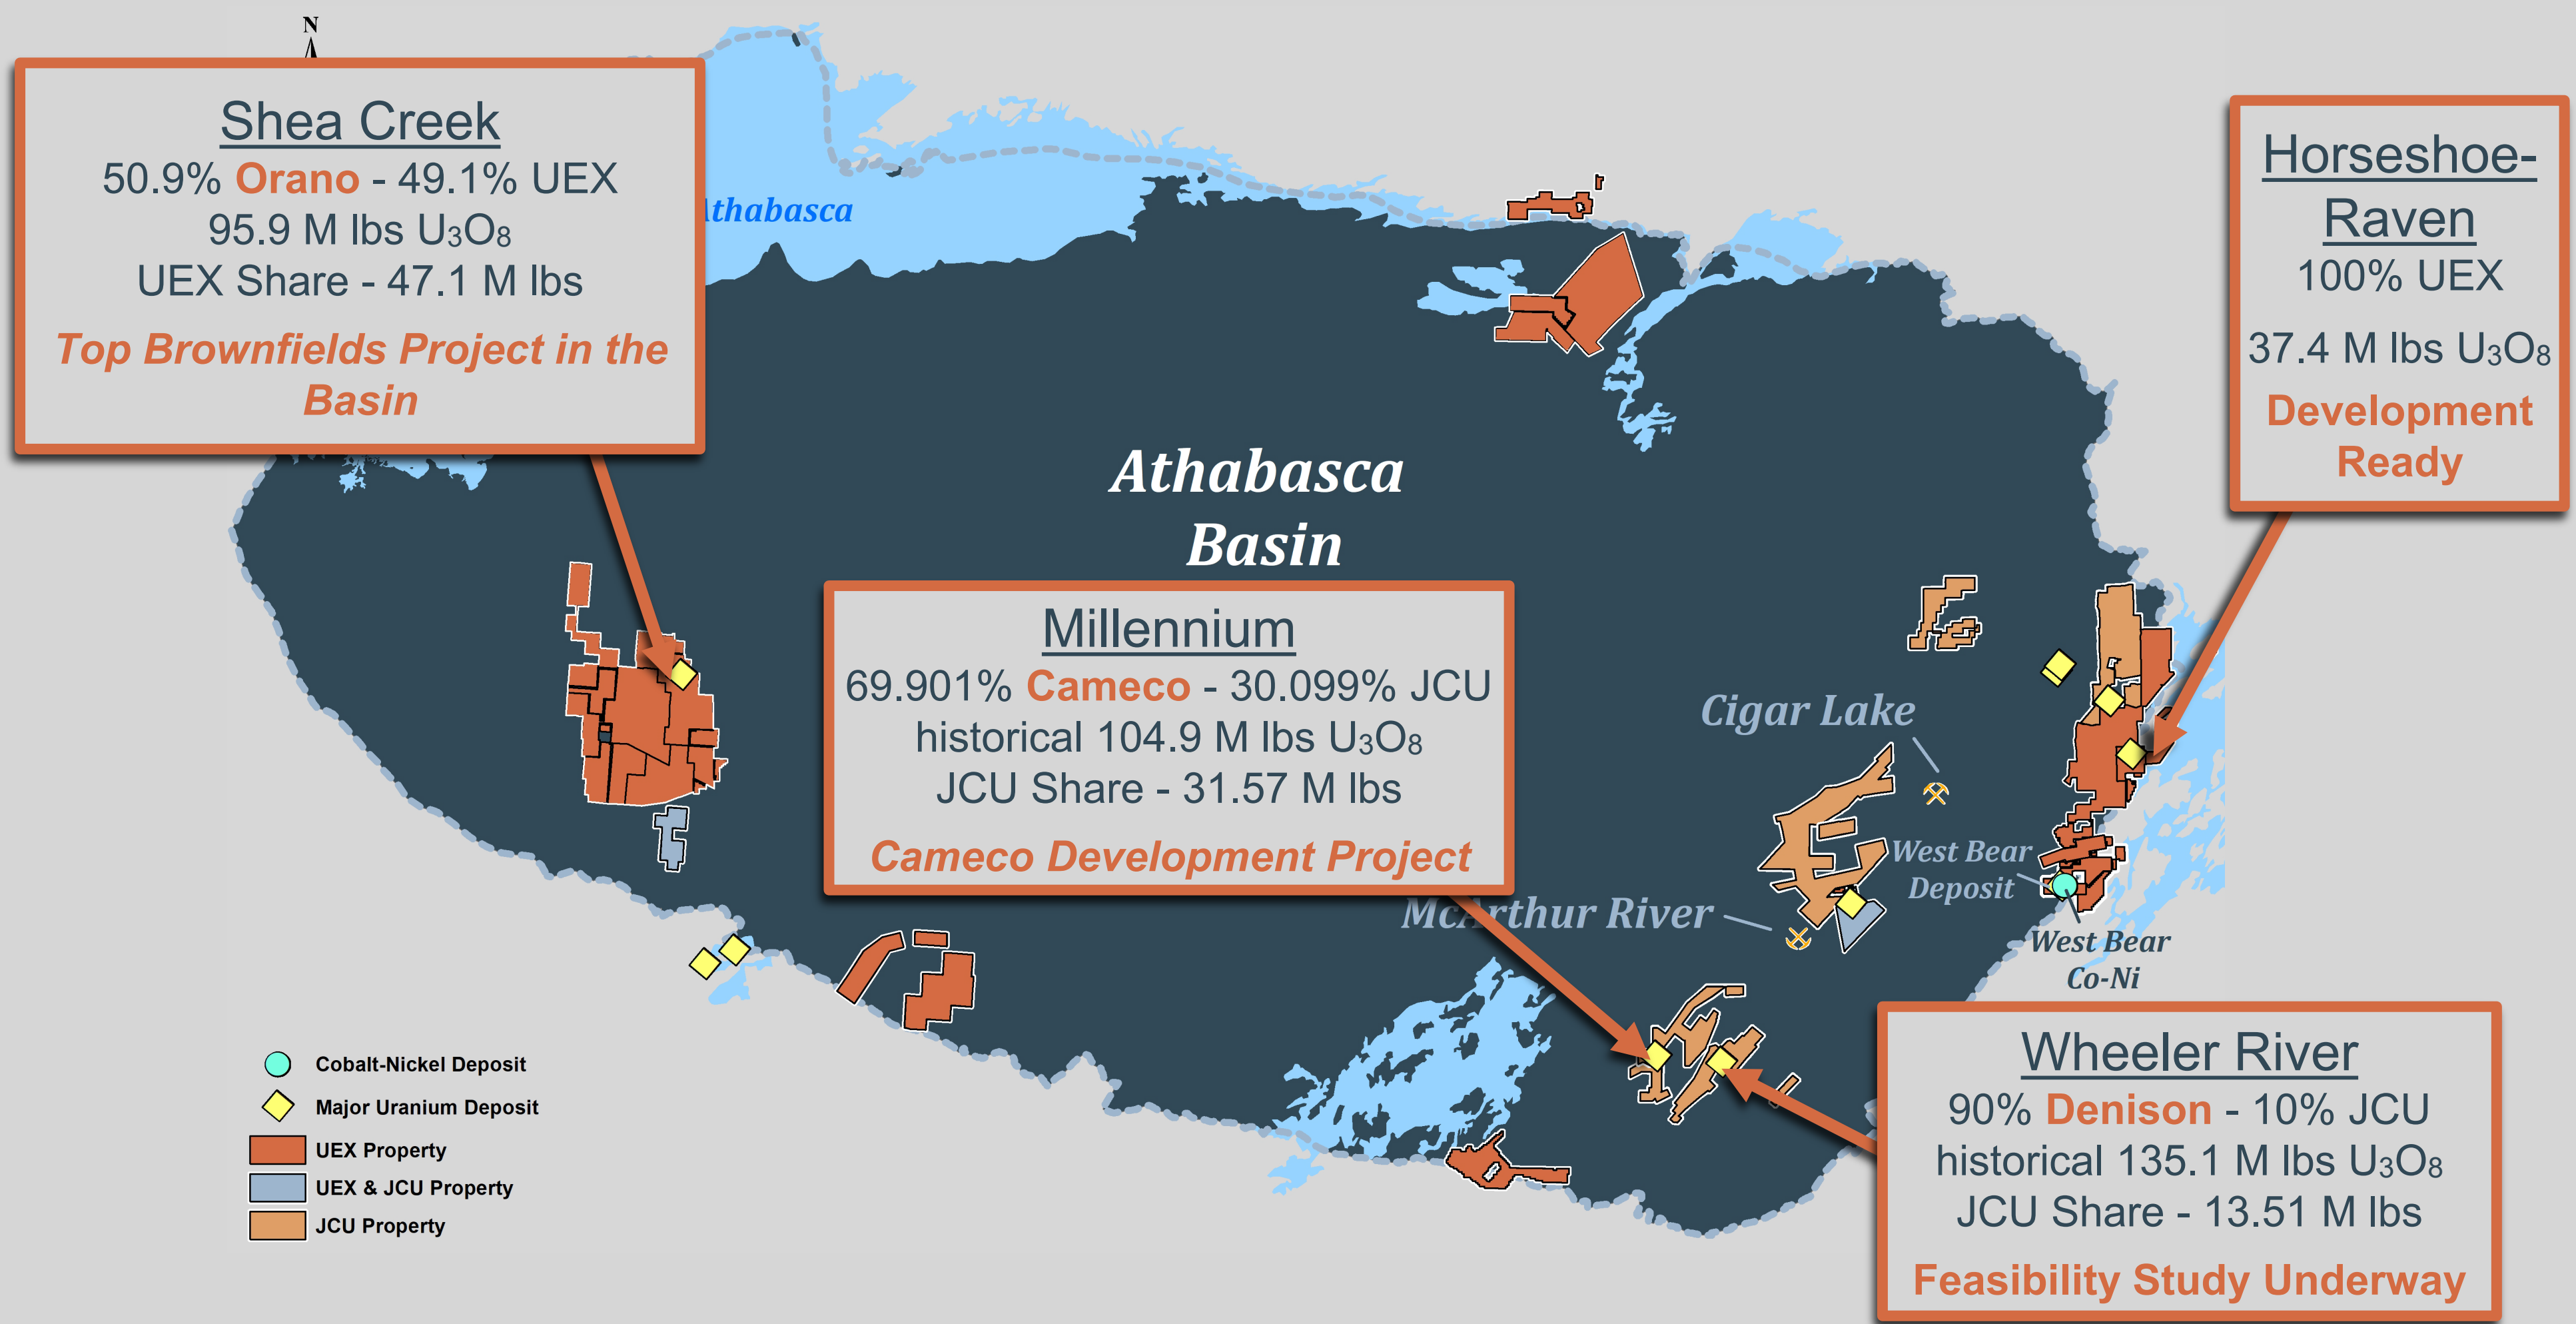 N
Shea Creek
50.9% Orano - 49.1% UEX
95.9 M lbs U₃O₈
UEX Share - 47.1 M lbs
Top Brownfields Project in the
Basin
Horseshoe-
Raven
100% UEX
37.4 M lbs U₃O₈
Development
Ready
Athabasca
Basin
Millennium
69.901% Cameco - 30.099% JCU
historical 104.9 M lbs U₃O₈
JCU Share - 31.57 M lbs
Cameco Development Project
Cigar Lake
West Bear
Deposit
McArthur River
West Bear
Co-Ni
Wheeler River
90% Denison - 10% JCU
historical 135.1 M lbs U₃O₈
JCU Share - 13.51 M lbs
Feasibility Study Underway
Cobalt-Nickel Deposit
Major Uranium Deposit
UEX Property
UEX & JCU Property
JCU Property